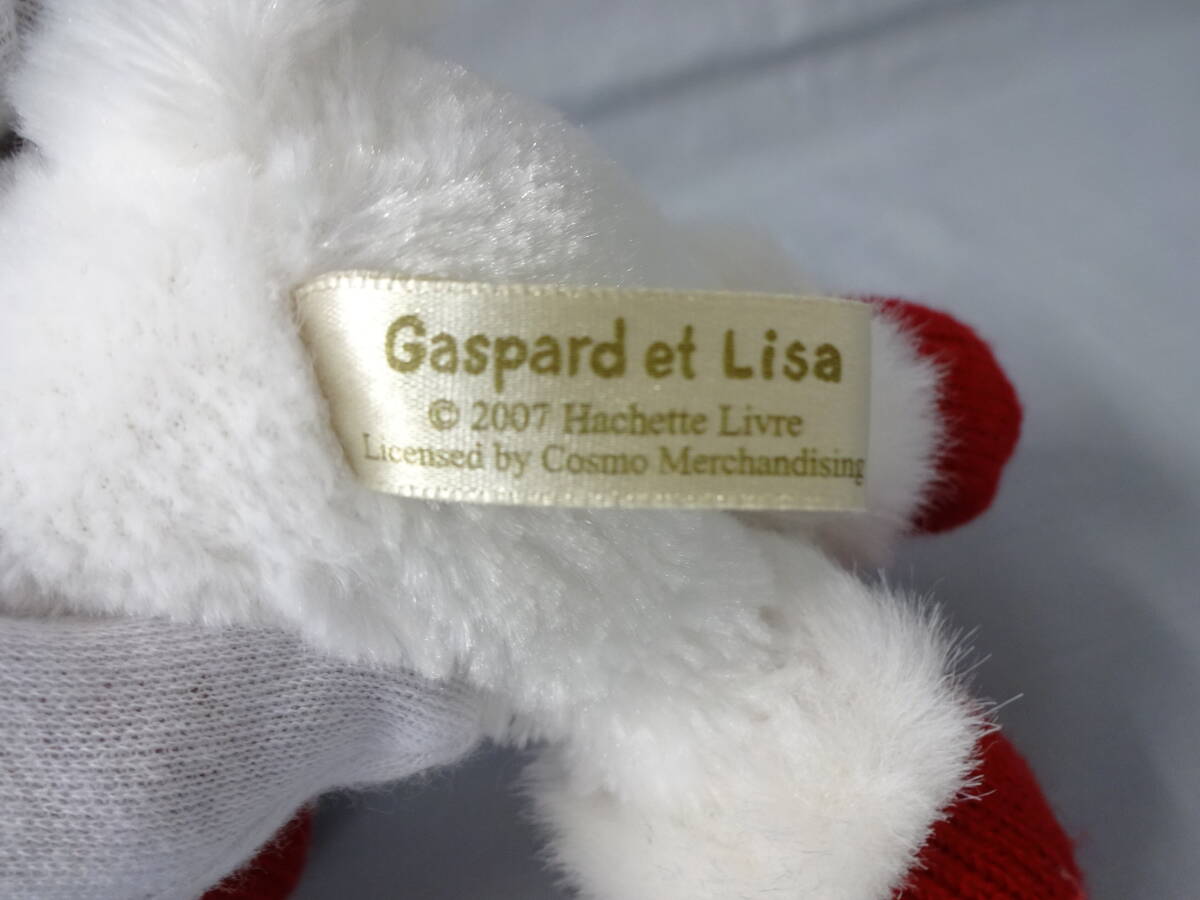 Gaspard et Lisa
© 2007 Hachette Livre
Licensed by Cosmo Merchandising